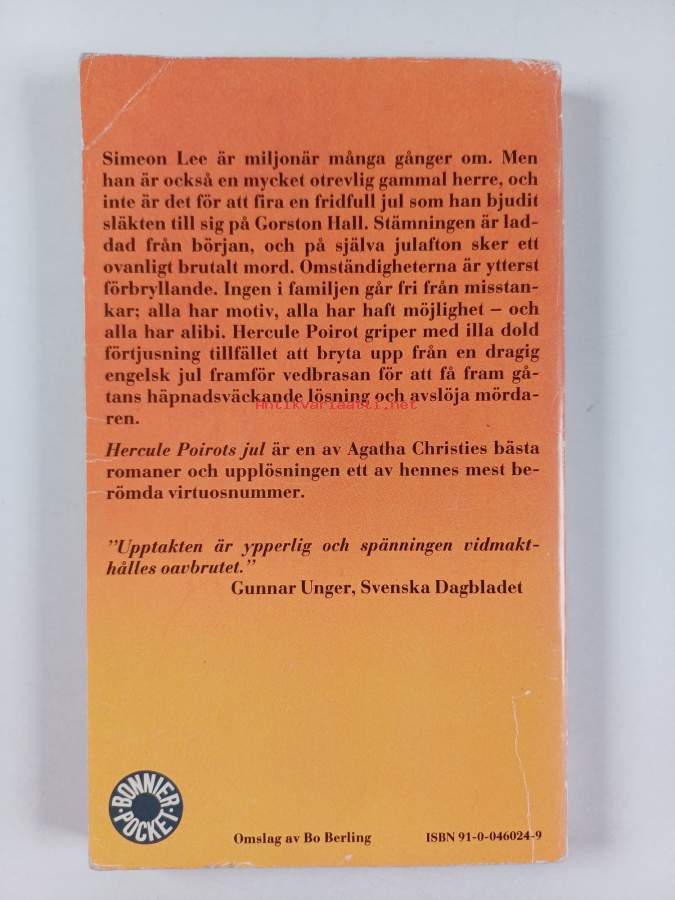 Simeon Lee är miljonär många gånger om. Men
han är också en mycket otrevlig gammal herre, och
inte är det för att fira en fridfull jul som han bjudit
släkten till sig på Gorston Hall. Stämningen är lad-
dad från början, och på själva julafton sker ett
ovanligt brutalt mord. Omständigheterna är ytterst
förbryllande. Ingen i familjen går fri från misstan-
kar; alla har motiv, alla har haft möjlighet – och
alla har alibi. Hercule Poirot griper med illa dold
förtjusning tillfället att bryta upp från en dragig
engelsk jul framför vedbrasan för att få fram gå-
tans häpnadsväckande lösning och avslöja mörda-
Antikvariaatti.net
ren.
Hercule Poirots jul är en av Agatha Christies bästa
romaner och upplösningen ett av hennes mest be-
römda virtuosnummer.
"Upptakten är ypperlig och spänningen vidmakt-
hålles oavbrutet."
Gunnar Unger, Svenska Dagbladet
BONNIER·POCKET·
Omslag av Bo Berling
ISBN 91-0-046024-9